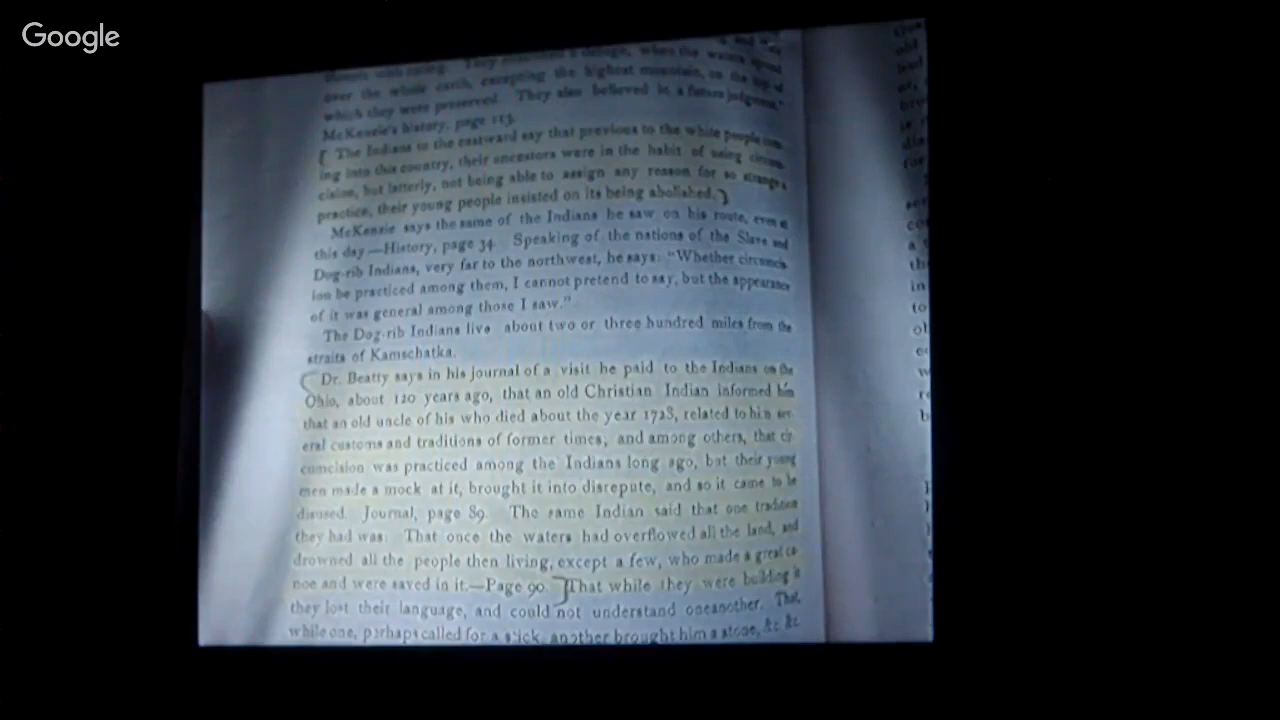 Google
They a deluge, when the waters spread
over the whole earth, excepting the highest mountain, on the top of
which they were preserved. They also believed in a future judgment."
McKenzie's history, page 113.
[ The Indians to the eastward say that previous to the white people com-
ing into this country, their ancestors were in the habit of using circum-
cision, but latterly, not being able to assign any reason for so strange a
practice, their young people insisted on its being abolished.]
McKenzie says the same of the Indians he saw on his route, even at
this day—History, page 34. Speaking of the nations of the Slave and
Dog-rib Indians, very far to the northwest, he says: "Whether circumcis-
ion be practiced among them, I cannot pretend to say, but the appearance
of it was general among those I saw."
The Dog-rib Indians live about two or three hundred miles from the
straits of Kamschatka.
[ Dr. Beatty says in his journal of a visit he paid to the Indians on the
Ohio, about 120 years ago, that an old Christian Indian informed him
that an old uncle of his who died about the year 1728, related to him sev-
eral customs and traditions of former times, and among others, that cir-
cumcision was practiced among the Indians long ago, but their young
men made a mock at it, brought it into disrepute, and so it came to be
disused. Journal, page 89. The same Indian said that one tradition
they had was: That once the waters had overflowed all the land, and
drowned all the people then living, except a few, who made a great ca-
noe and were saved in it.—Page 90. ]That while they were building it
they lost their language, and could not understand oneanother. That,
while one, perhaps called for a stick, another brought him a stone, &c &c